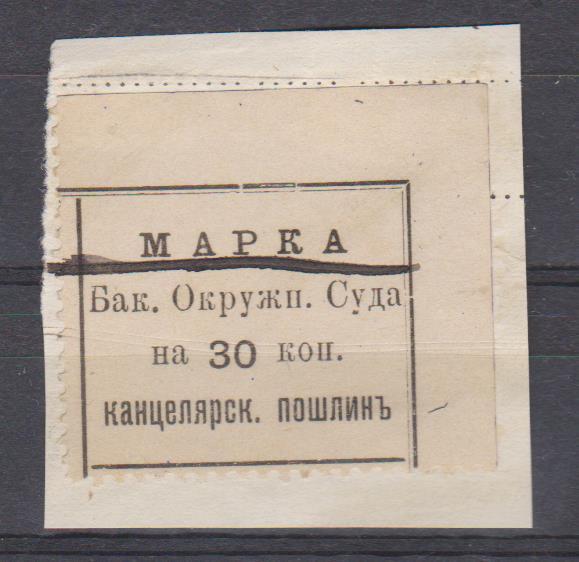 МАРКА
Бак. Окружн. Суда
на 30 коп.
канцелярск. пошлинъ